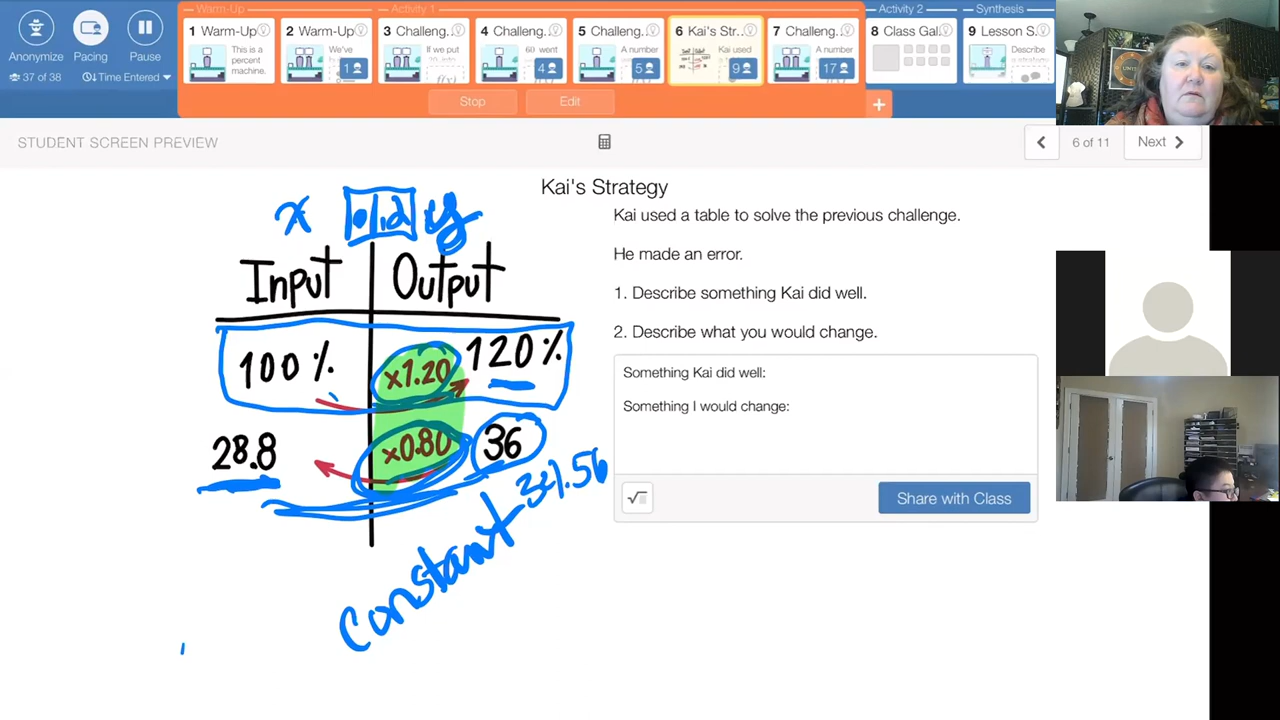 Warm-Up
Activity 1
Activity 2
Synthesis
Anonymize
Pacing
Pause
37 of 38
Time Entered
1 Warm-Up
This is a
percent
machine.
2 Warm-Up
We've
1
3 Challeng...
If we put
f(x)
4 Challeng...
60 went
4
5 Challeng...
A number
5
6 Kai's Str...
Kai used
9
7 Challeng...
A number
17
8 Class Gal...
9 Lesson S...
Describe
Stop
Edit
+
STUDENT SCREEN PREVIEW
6 of 11
Next
Kai's Strategy
Kai used a table to solve the previous challenge.
He made an error.
1. Describe something Kai did well.
2. Describe what you would change.
Something Kai did well:
Something I would change:
√
Share with Class
x y
Input Output
100% x1.20 120%
28.8 x0.80 36
34.56
Constant